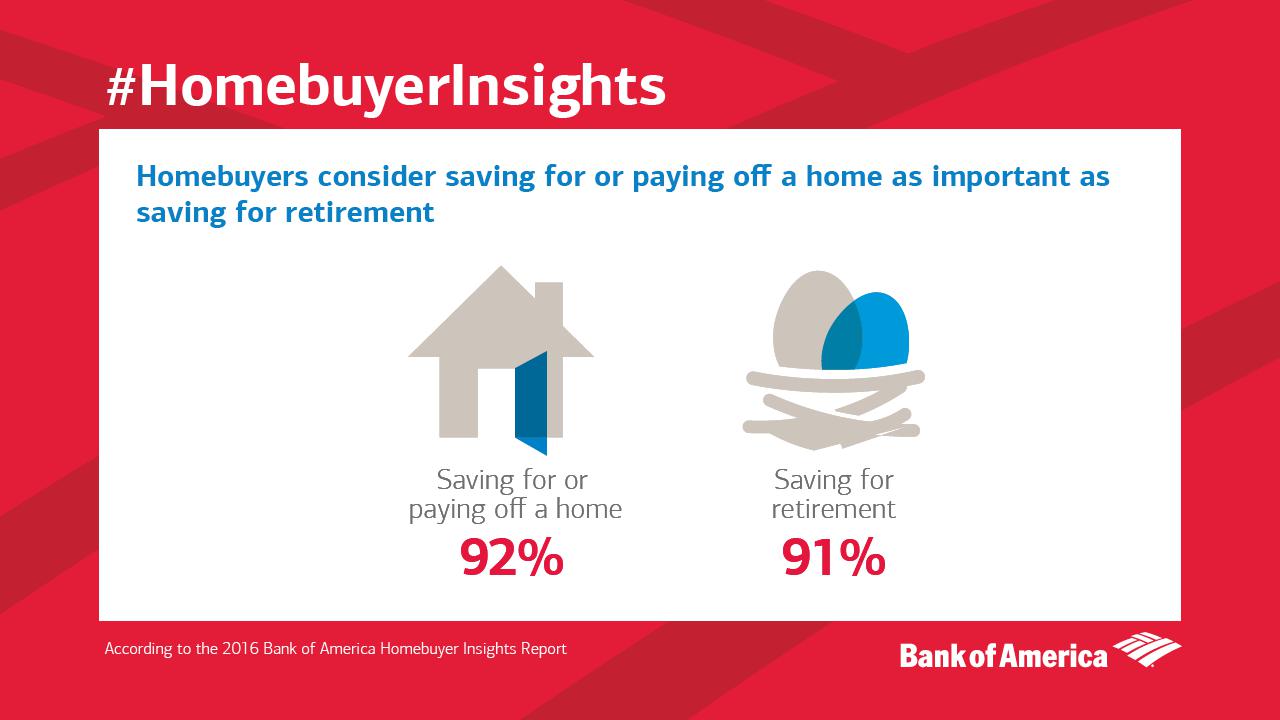 #HomebuyerInsights
Homebuyers consider saving for or paying off a home as important as
saving for retirement
Saving for or
paying off a home
92%
Saving for
retirement
91%
According to the 2016 Bank of America Homebuyer Insights Report
Bank of America